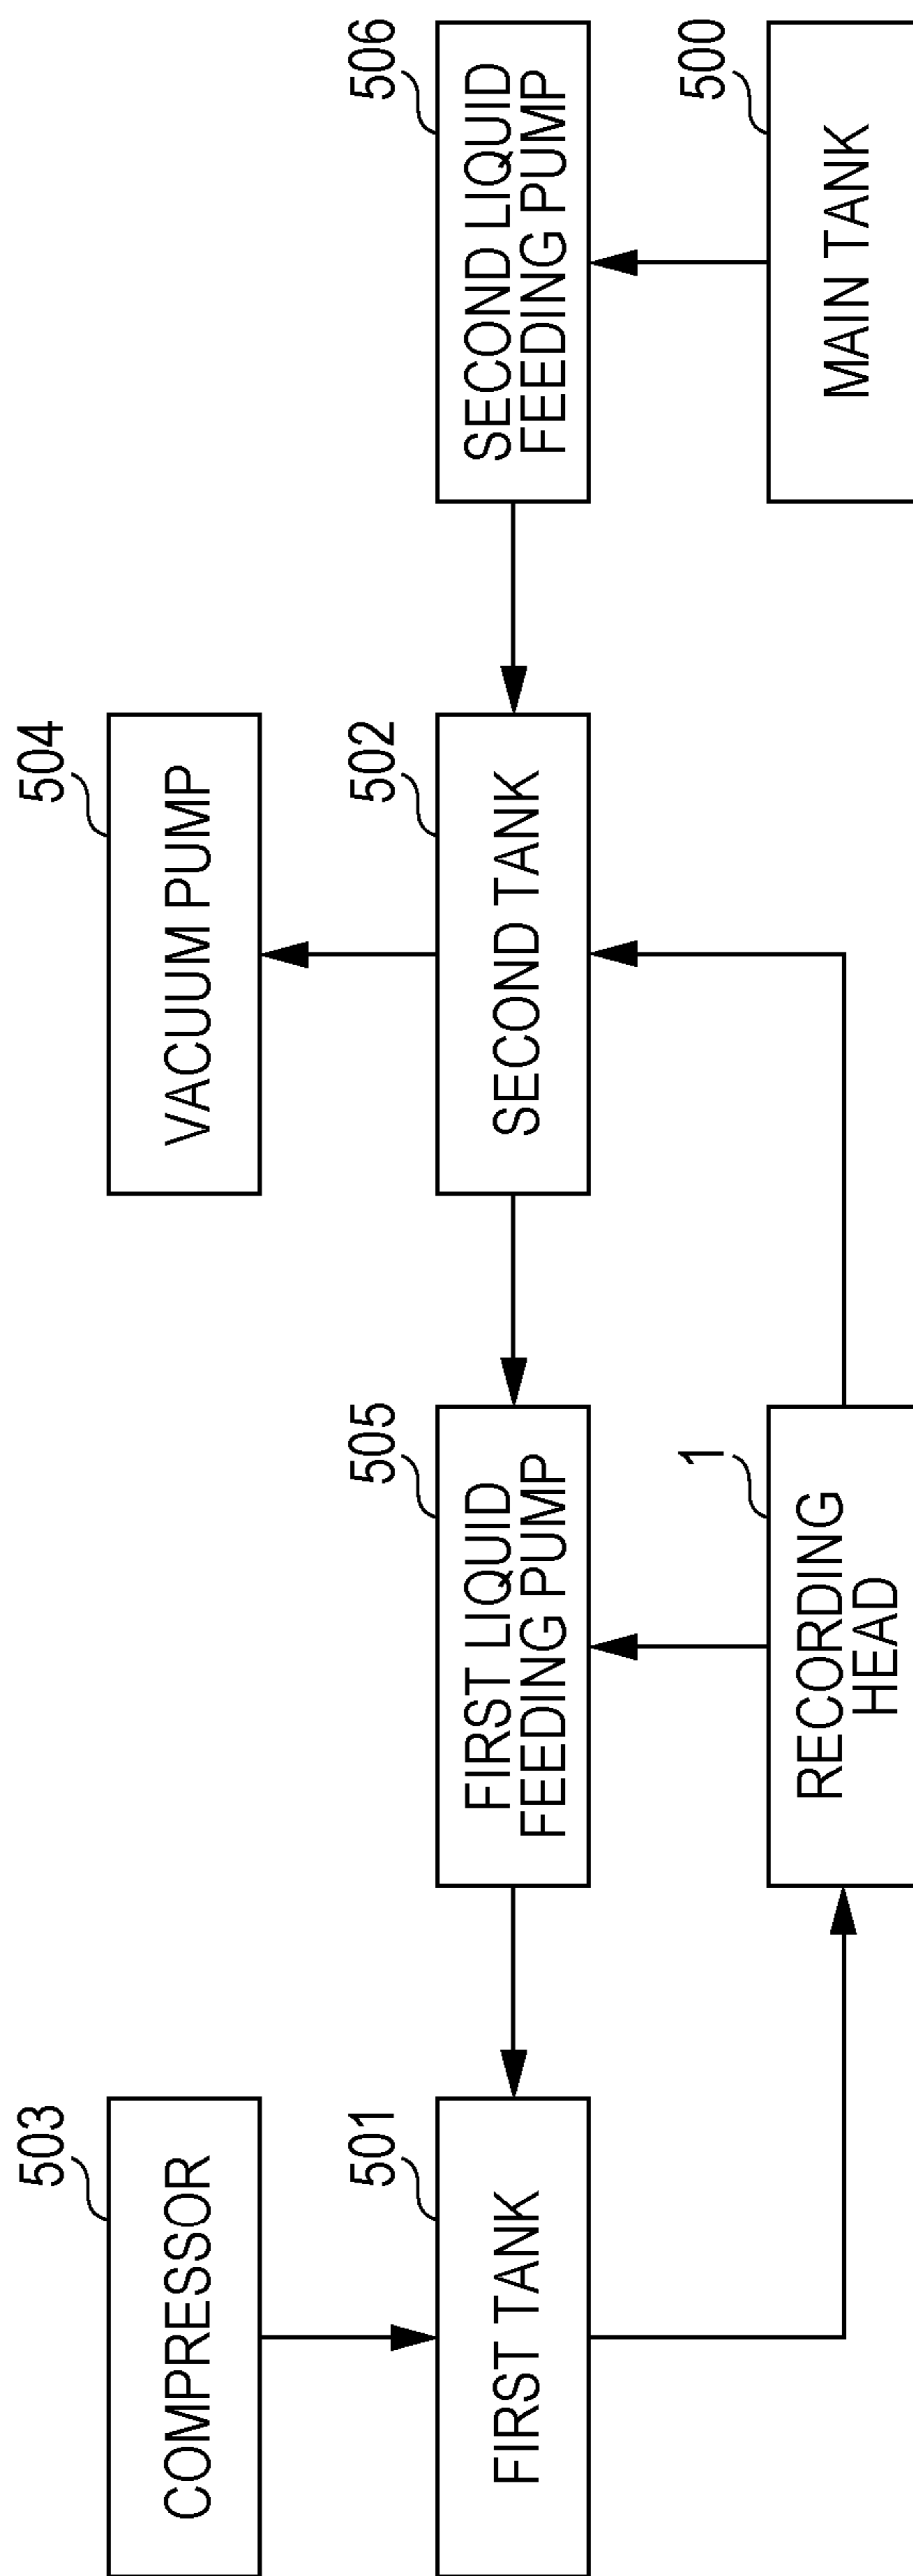 503
COMPRESSOR
504
VACUUM PUMP
501
FIRST TANK
505
FIRST LIQUID
FEEDING PUMP
502
SECOND TANK
506
SECOND LIQUID
FEEDING PUMP
1
RECORDING
HEAD
500
MAIN TANK